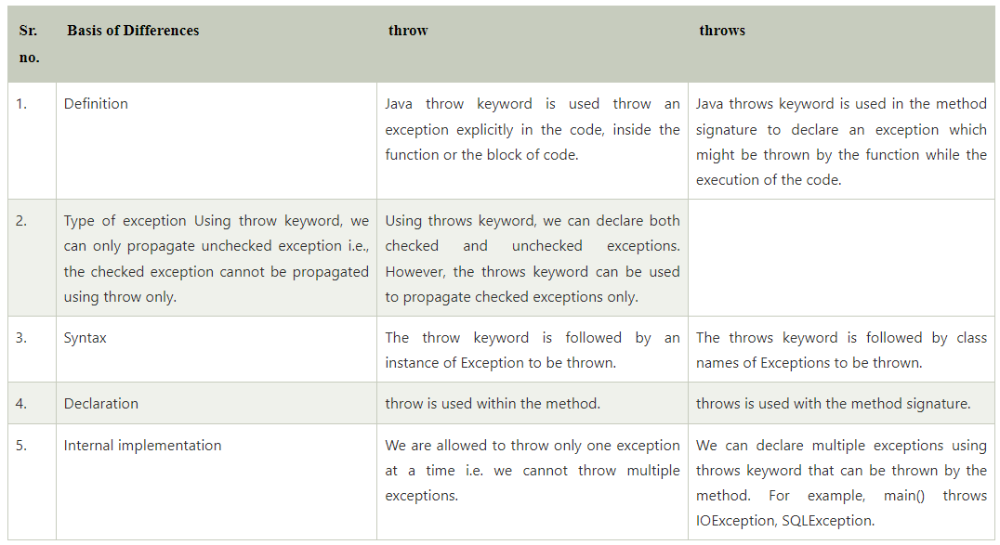 Sr.
no.
Basis of Differences
throw
throws
1.
Definition
Java throw keyword is used throw an
exception explicitly in the code, inside the
function or the block of code.
Java throws keyword is used in the method
signature to declare an exception which
might be thrown by the function while the
execution of the code.
2.
Type of exception Using throw keyword, we
can only propagate unchecked exception i.e.,
the checked exception cannot be propagated
using throw only.
Using throws keyword, we can declare both
checked and unchecked exceptions.
However, the throws keyword can be used
to propagate checked exceptions only.
3.
Syntax
The throw keyword is followed by an
instance of Exception to be thrown.
The throws keyword is followed by class
names of Exceptions to be thrown.
4.
Declaration
throw is used within the method.
throws is used with the method signature.
5.
Internal implementation
We are allowed to throw only one exception
at a time i.e. we cannot throw multiple
exceptions.
We can declare multiple exceptions using
throws keyword that can be thrown by the
method. For example, main() throws
IOException, SQLException.